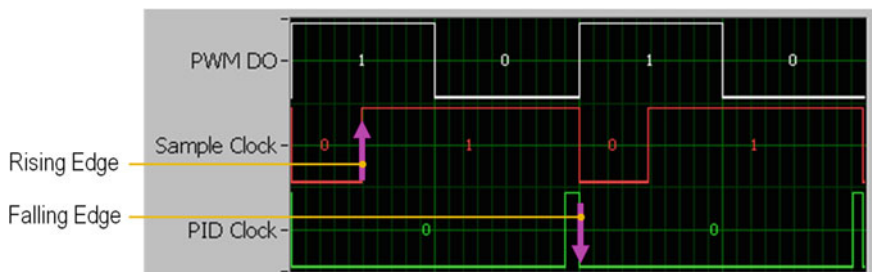 PWM DO
1 0 1 0
Sample Clock
0 1 0 1
Rising Edge
Falling Edge
PID Clock
0 0